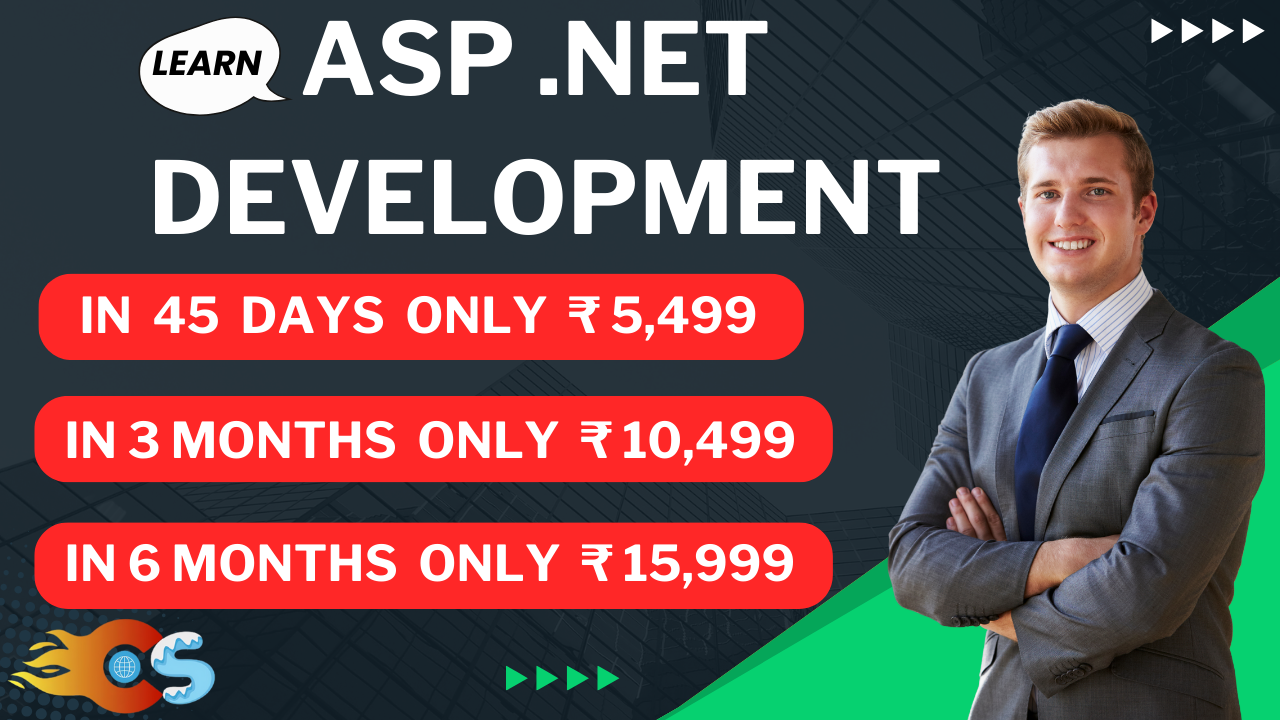 LEARN ASP .NET
DEVELOPMENT
IN 45 DAYS ONLY ₹ 5,499
IN 3 MONTHS ONLY ₹ 10,499
IN 6 MONTHS ONLY ₹ 15,999
CS